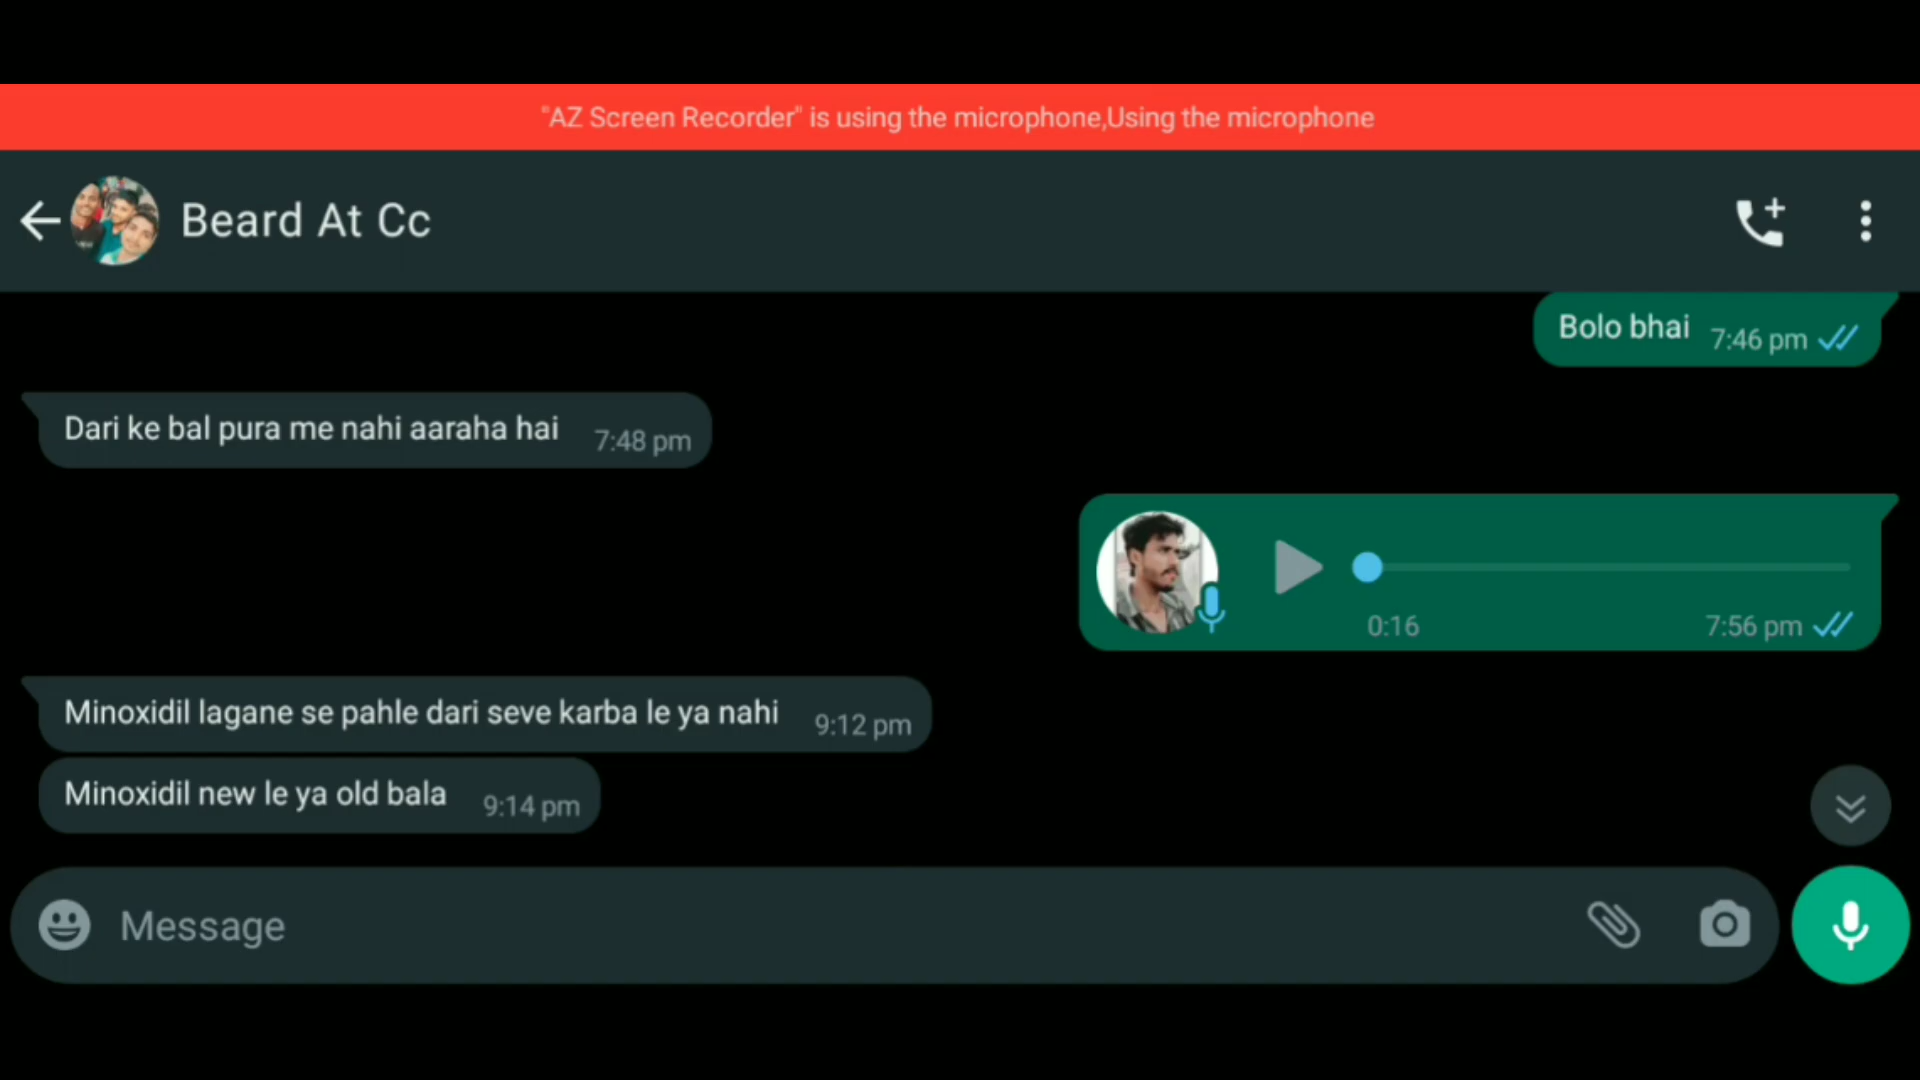 "AZ Screen Recorder" is using the microphone,Using the microphone
Beard At Cc
Bolo bhai 7:46 pm
Dari ke bal pura me nahi aaraha hai 7:48 pm
0:16 7:56 pm
Minoxidil lagane se pahle dari seve karba le ya nahi 9:12 pm
Minoxidil new le ya old bala 9:14 pm
Message